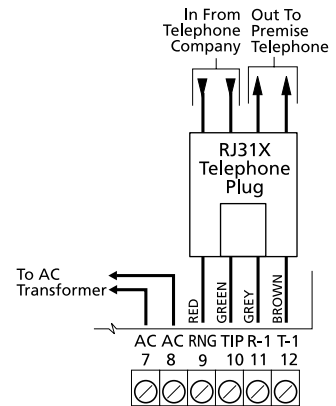 In From
Telephone
Company
Out To
Premise
Telephone
RJ31X
Telephone
Plug
RED
GREEN
GREY
BROWN
To AC
Transformer
AC AC RNG TIP R-1 T-1
7 8 9 10 11 12